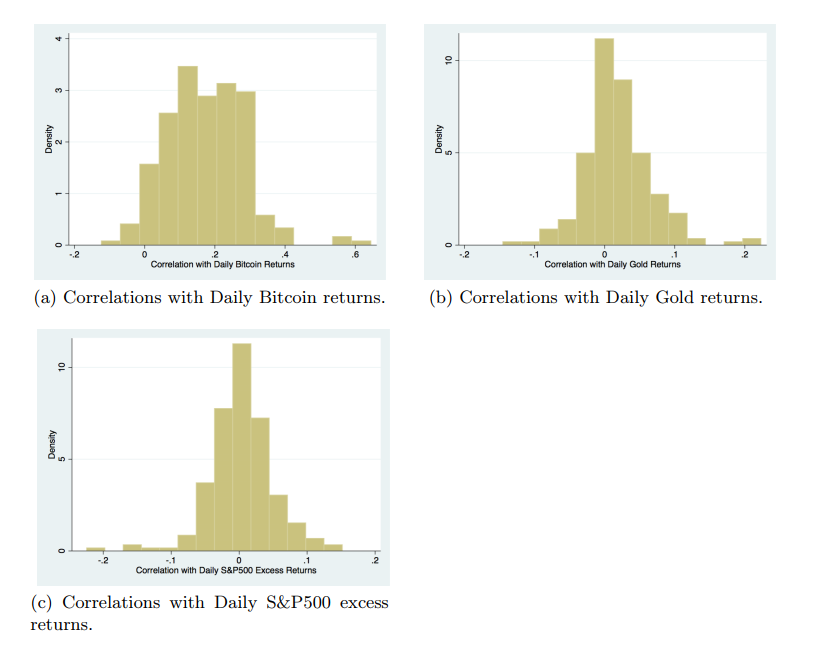 Density
4
3
2
1
0
-.2 0 .2 .4 .6
Correlation with Daily Bitcoin Returns
(a) Correlations with Daily Bitcoin returns.
Density
10
5
0
-.2 -.1 0 .1 .2
Correlation with Daily Gold Returns
(b) Correlations with Daily Gold returns.
Density
10
5
0
-.2 -.1 0 .1 .2
Correlation with Daily S&P500 Excess Returns
(c) Correlations with Daily S&P500 excess
returns.